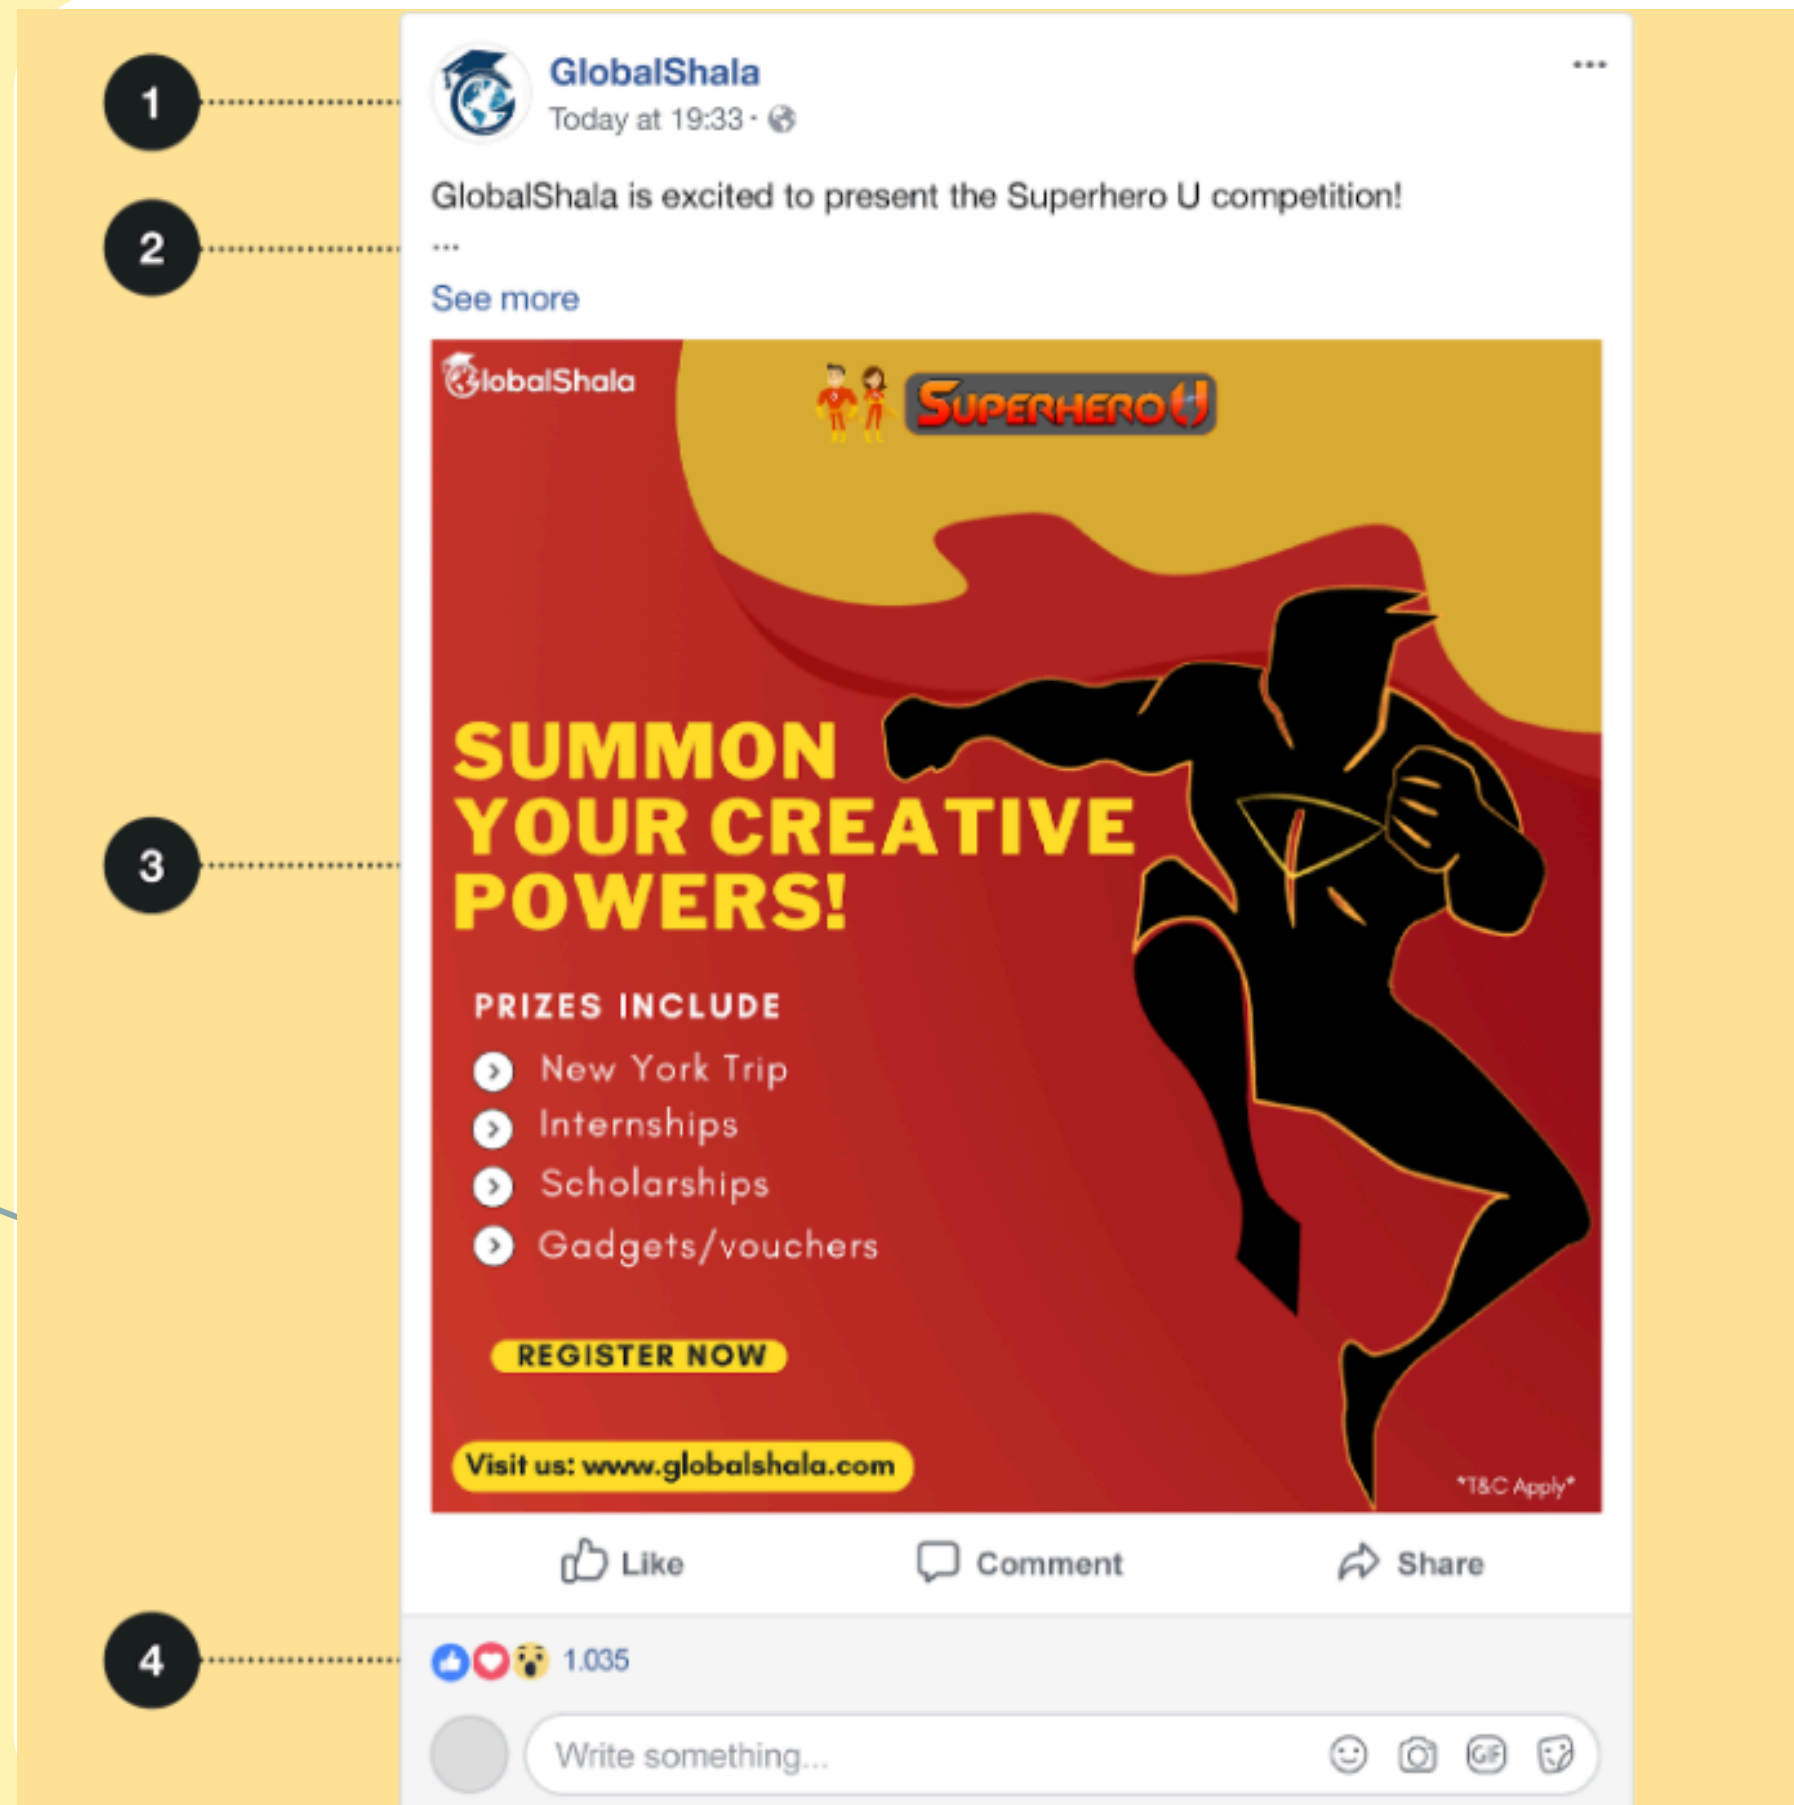 1
GlobalShala
...
Today at 19:33 ·
GlobalShala is excited to present the Superhero U competition!
2
...
See more
GlobalShala
SUPERHERO U
SUMMON
YOUR CREATIVE
POWERS!
3
PRIZES INCLUDE
New York Trip
Internships
Scholarships
Gadgets/vouchers
REGISTER NOW
Visit us: www.globalshala.com
*T&C Apply*
Like
Comment
Share
4
1.035
Write something...
GIF